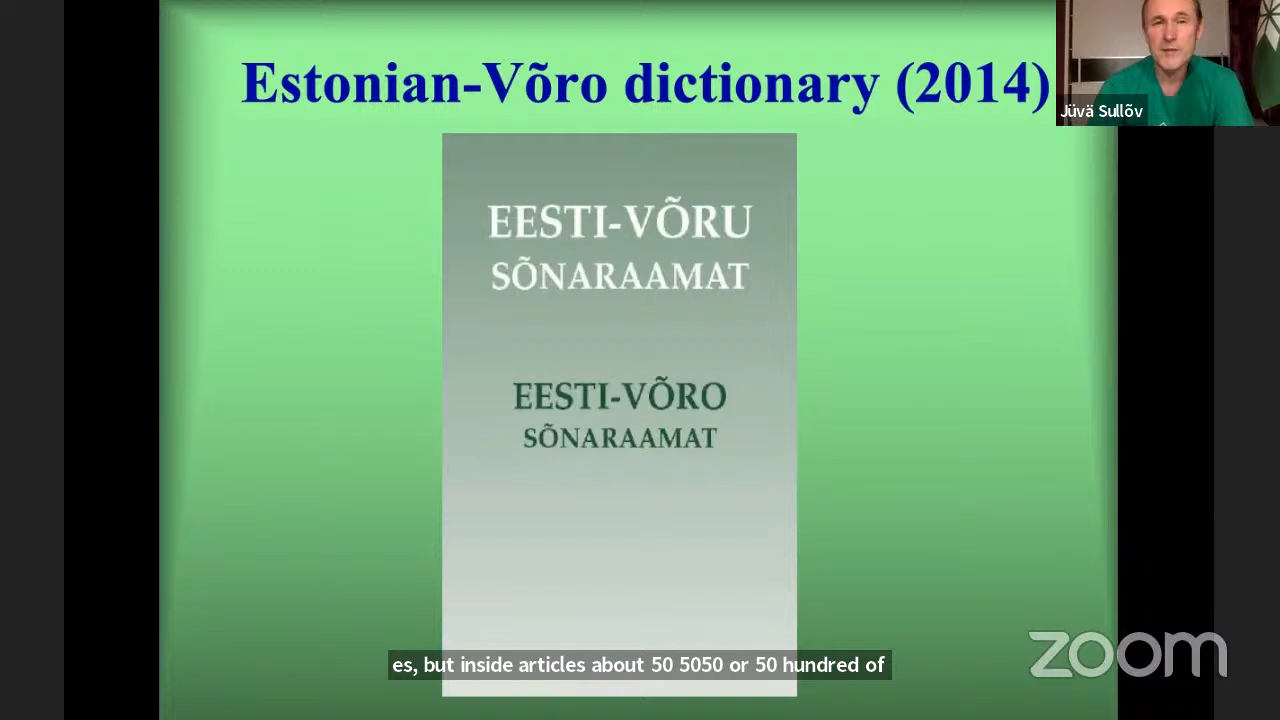 Estonian-Võro dictionary (2014)
Jüvä Sullõv
EESTI-VÕRU
SÕNARAAMAT
EESTI-VÕRO
SÕNARAAMAT
es, but inside articles about 50 5050 or 50 hundred of
zoom